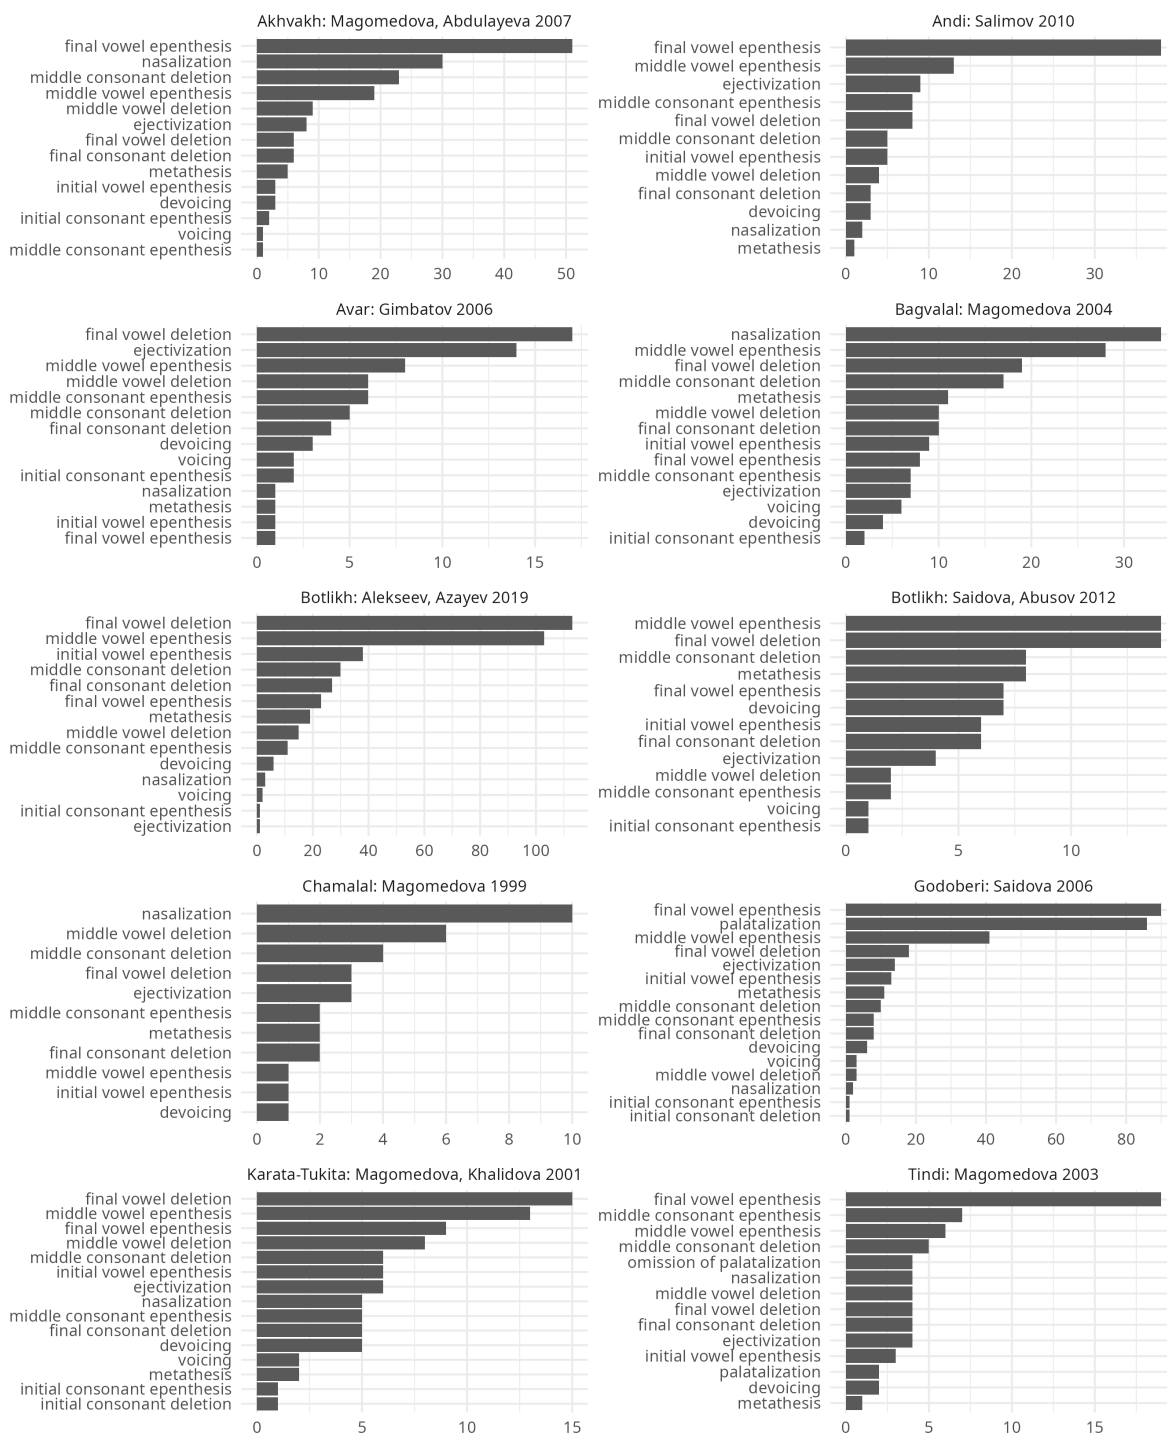 Akhvakh: Magomedova, Abdulayeva 2007
final vowel epenthesis
nasalization
middle consonant deletion
middle vowel epenthesis
middle vowel deletion
ejectivization
final vowel deletion
final consonant deletion
metathesis
initial vowel epenthesis
devoicing
initial consonant epenthesis
voicing
middle consonant epenthesis
0 10 20 30 40 50
Andi: Salimov 2010
final vowel epenthesis
middle vowel epenthesis
ejectivization
middle consonant epenthesis
final vowel deletion
middle consonant deletion
initial vowel epenthesis
middle vowel deletion
final consonant deletion
devoicing
nasalization
metathesis
0 10 20 30
Avar: Gimbatov 2006
final vowel deletion
ejectivization
middle vowel epenthesis
middle vowel deletion
middle consonant epenthesis
middle consonant deletion
final consonant deletion
devoicing
voicing
initial consonant epenthesis
nasalization
metathesis
initial vowel epenthesis
final vowel epenthesis
0 5 10 15
Bagvalal: Magomedova 2004
nasalization
middle vowel epenthesis
final vowel deletion
middle consonant deletion
metathesis
middle vowel deletion
final consonant deletion
initial vowel epenthesis
final vowel epenthesis
middle consonant epenthesis
ejectivization
voicing
devoicing
initial consonant epenthesis
0 10 20 30
Botlikh: Alekseev, Azayev 2019
final vowel deletion
middle vowel epenthesis
initial vowel epenthesis
middle consonant deletion
final consonant deletion
final vowel epenthesis
metathesis
middle vowel deletion
middle consonant epenthesis
devoicing
nasalization
voicing
initial consonant epenthesis
ejectivization
0 20 40 60 80 100
Botlikh: Saidova, Abusov 2012
middle vowel epenthesis
final vowel deletion
middle consonant deletion
metathesis
final vowel epenthesis
devoicing
initial vowel epenthesis
final consonant deletion
ejectivization
middle vowel deletion
middle consonant epenthesis
voicing
initial consonant epenthesis
0 5 10
Chamalal: Magomedova 1999
nasalization
middle vowel deletion
middle consonant deletion
final vowel deletion
ejectivization
middle consonant epenthesis
metathesis
final consonant deletion
middle vowel epenthesis
initial vowel epenthesis
devoicing
0 2 4 6 8 10
Godoberi: Saidova 2006
final vowel epenthesis
palatalization
middle vowel epenthesis
final vowel deletion
ejectivization
initial vowel epenthesis
metathesis
middle consonant deletion
middle consonant epenthesis
final consonant deletion
devoicing
voicing
middle vowel deletion
nasalization
initial consonant epenthesis
initial consonant deletion
0 20 40 60 80
Karata-Tukita: Magomedova, Khalidova 2001
final vowel deletion
middle vowel epenthesis
final vowel epenthesis
middle vowel deletion
middle consonant deletion
initial vowel epenthesis
ejectivization
nasalization
middle consonant epenthesis
final consonant deletion
devoicing
voicing
metathesis
initial consonant epenthesis
initial consonant deletion
0 5 10 15
Tindi: Magomedova 2003
final vowel epenthesis
middle consonant epenthesis
middle vowel epenthesis
middle consonant deletion
omission of palatalization
nasalization
middle vowel deletion
final vowel deletion
final consonant deletion
ejectivization
initial vowel epenthesis
palatalization
devoicing
metathesis
0 5 10 15